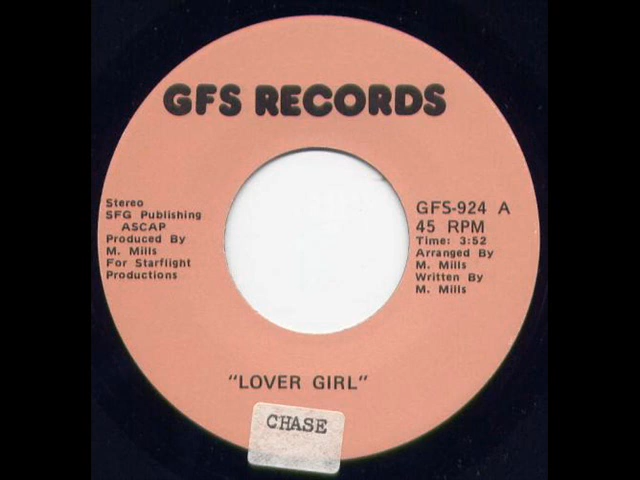 GFS RECORDS
Stereo
SFG Publishing
ASCAP
Produced By
M. Mills
For Starflight
Productions
GFS-924 A
45 RPM
Time: 3:52
Arranged By
M. Mills
Written By
M. Mills
"LOVER GIRL"
CHASE